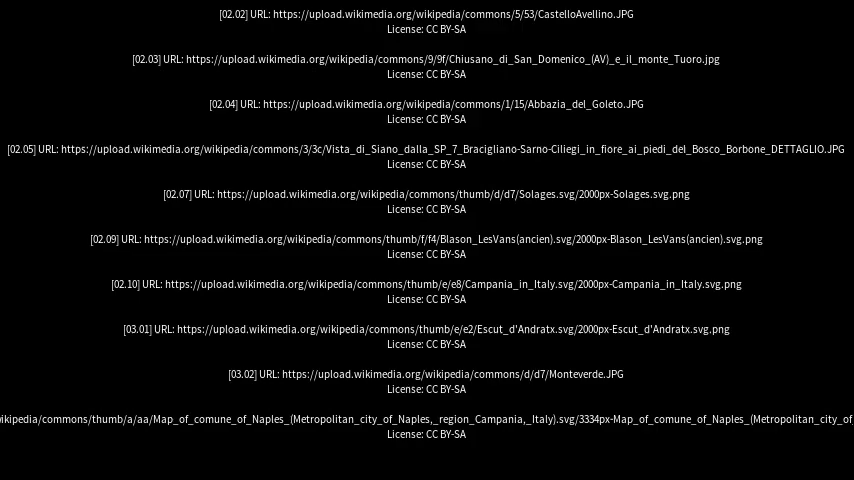 [02.02] URL: https://upload.wikimedia.org/wikipedia/commons/5/53/CastelloAvellino.JPG
License: CC BY-SA
[02.03] URL: https://upload.wikimedia.org/wikipedia/commons/9/9f/Chiusano_di_San_Domenico_(AV)_e_il_monte_Tuoro.jpg
License: CC BY-SA
[02.04] URL: https://upload.wikimedia.org/wikipedia/commons/1/15/Abbazia_del_Goleto.JPG
License: CC BY-SA
[02.05] URL: https://upload.wikimedia.org/wikipedia/commons/3/3c/Vista_di_Siano_dalla_SP_7_Bracigliano-Sarno-Ciliegi_in_fiore_ai_piedi_del_Bosco_Borbone_DETTAGLIO.JPG
License: CC BY-SA
[02.07] URL: https://upload.wikimedia.org/wikipedia/commons/thumb/d/d7/Solages.svg/2000px-Solages.svg.png
License: CC BY-SA
[02.09] URL: https://upload.wikimedia.org/wikipedia/commons/thumb/f/f4/Blason_LesVans(ancien).svg/2000px-Blason_LesVans(ancien).svg.png
License: CC BY-SA
[02.10] URL: https://upload.wikimedia.org/wikipedia/commons/thumb/e/e8/Campania_in_Italy.svg/2000px-Campania_in_Italy.svg.png
License: CC BY-SA
[03.01] URL: https://upload.wikimedia.org/wikipedia/commons/thumb/e/e2/Escut_d'Andratx.svg/2000px-Escut_d'Andratx.svg.png
License: CC BY-SA
[03.02] URL: https://upload.wikimedia.org/wikipedia/commons/d/d7/Monteverde.JPG
License: CC BY-SA
ikipedia/commons/thumb/a/aa/Map_of_comune_of_Naples_(Metropolitan_city_of_Naples,_region_Campania,_Italy).svg/3334px-Map_of_comune_of_Naples_(Metropolitan_city_of_
License: CC BY-SA